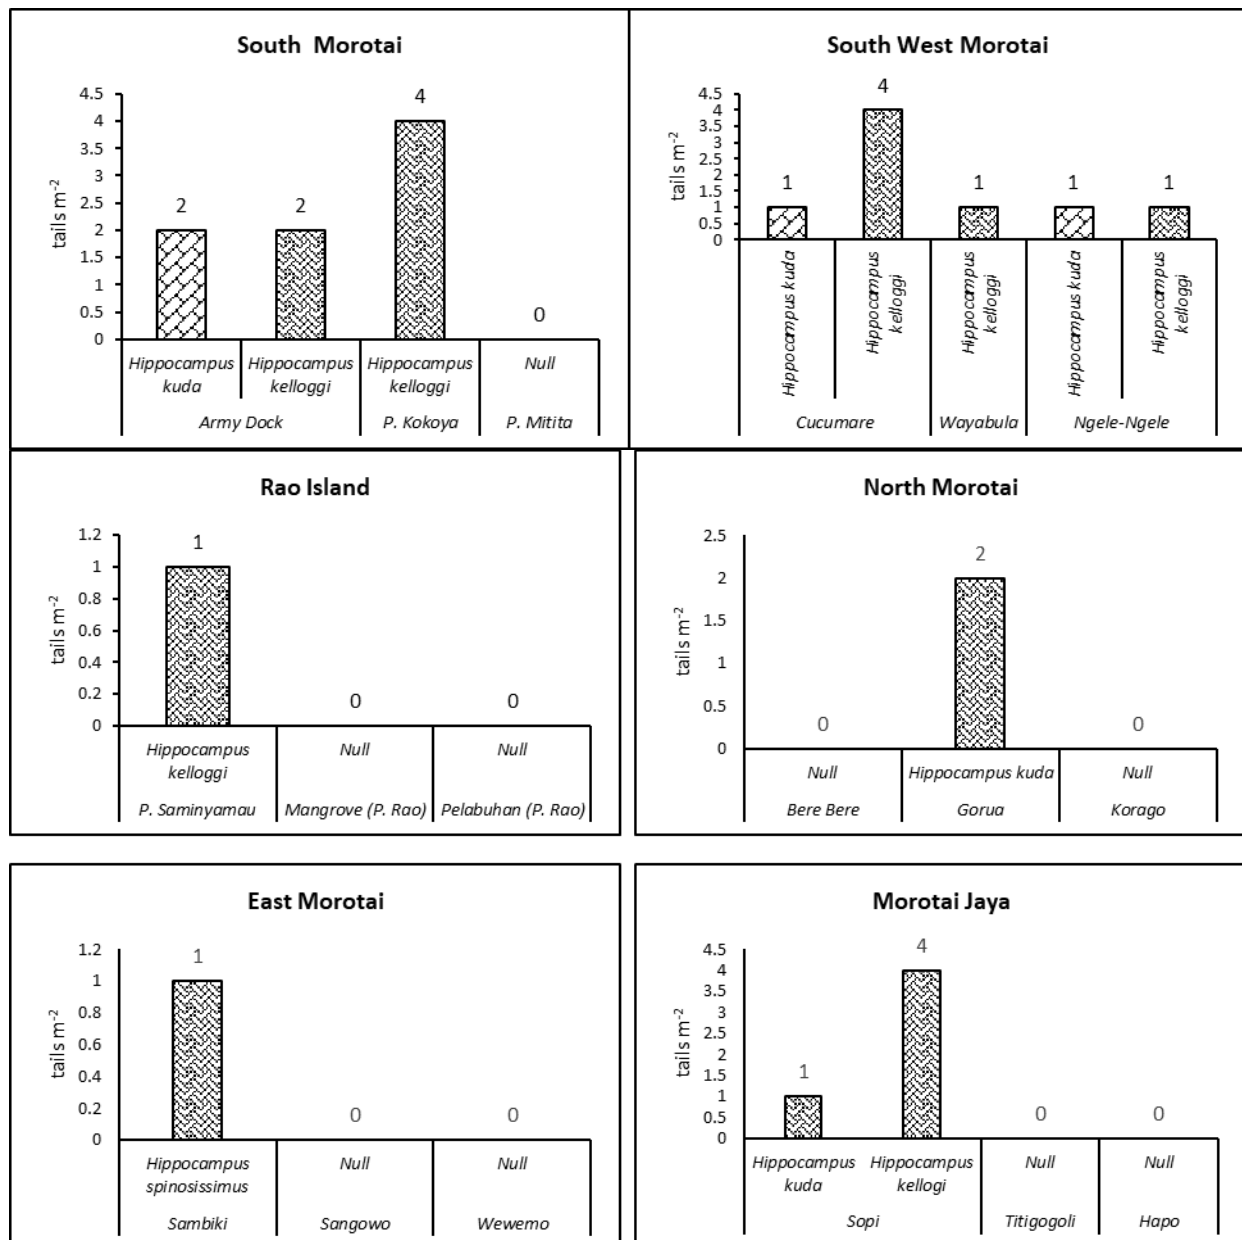 South  Morotai
tails m⁻²
4.5
4
3.5
3
2.5
2
1.5
1
0.5
0
2
2
4
0
Hippocampus
kuda
Hippocampus
kelloggi
Hippocampus
kelloggi
Null
Army Dock
P. Kokoya
P. Mitita
South West Morotai
tails m⁻²
4.5
4
3.5
3
2.5
2
1.5
1
0.5
0
1
4
1
1
1
Hippocampus kuda
Hippocampus
kelloggi
Hippocampus
kelloggi
Hippocampus kuda
Hippocampus
kelloggi
Cucumare
Wayabula
Ngele-Ngele
Rao Island
tails m⁻²
1.2
1
0.8
0.6
0.4
0.2
0
1
0
0
Hippocampus
kelloggi
Null
Null
P. Saminyamau
Mangrove (P. Rao)
Pelabuhan (P. Rao)
North Morotai
tails m⁻²
2.5
2
1.5
1
0.5
0
0
2
0
Null
Hippocampus kuda
Null
Bere Bere
Gorua
Korago
East Morotai
tails m⁻²
1.2
1
0.8
0.6
0.4
0.2
0
1
0
0
Hippocampus
spinosissimus
Null
Null
Sambiki
Sangowo
Wewemo
Morotai Jaya
tails m⁻²
4.5
4
3.5
3
2.5
2
1.5
1
0.5
0
1
4
0
0
Hippocampus
kuda
Hippocampus
kellogi
Null
Null
Sopi
Titigogoli
Hapo